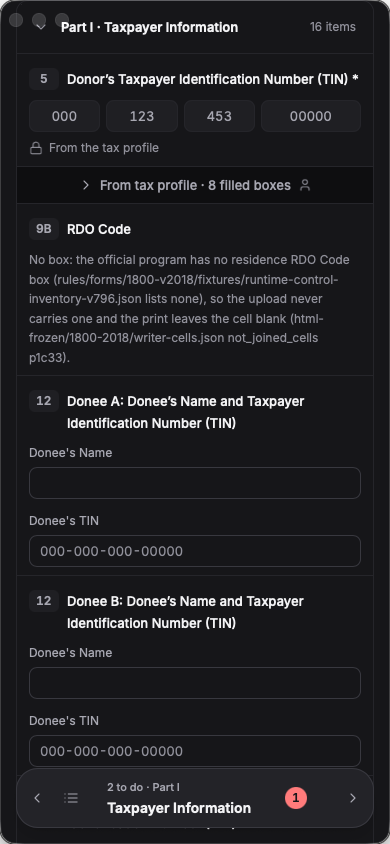 Part I · Taxpayer Information
16 items
5
Donor's Taxpayer Identification Number (TIN) *
000
123
453
00000
From the tax profile
From tax profile · 8 filled boxes
9B
RDO Code
No box: the official program has no residence RDO Code
box (rules/forms/1800-v2018/fixtures/runtime-control-
inventory-v796.json lists none), so the upload never
carries one and the print leaves the cell blank (html-
frozen/1800-2018/writer-cells.json not_joined_cells
p1c33).
12
Donee A: Donee's Name and Taxpayer
Identification Number (TIN)
Donee's Name
Donee's TIN
000-000-000-00000
12
Donee B: Donee's Name and Taxpayer
Identification Number (TIN)
Donee's Name
Donee's TIN
000-000-000-00000
2 to do · Part I
Taxpayer Information
1